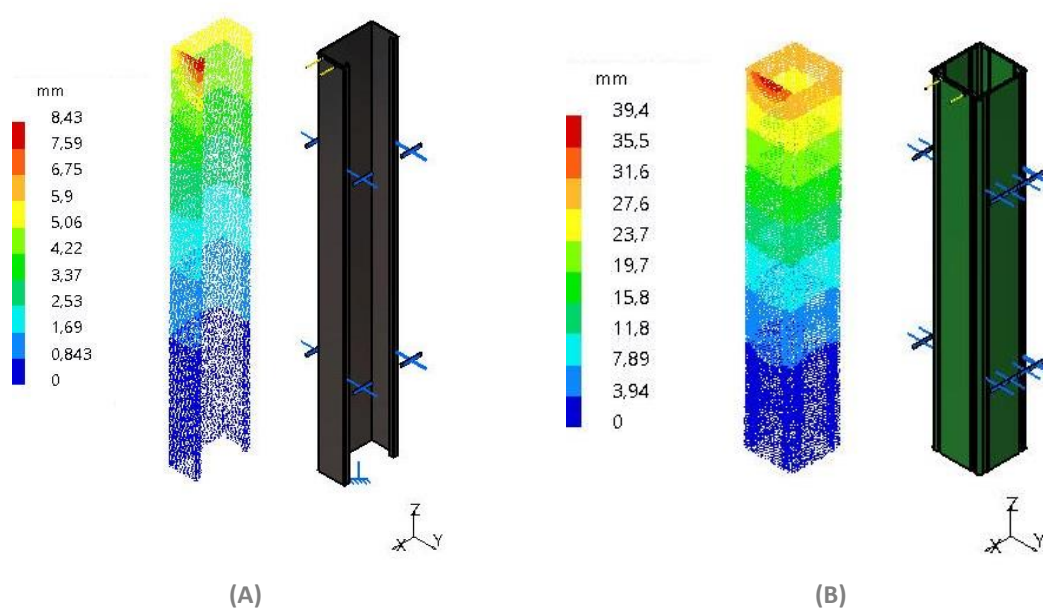 mm
8,43
7,59
6,75
5,9
5,06
4,22
3,37
2,53
1,69
0,843
0
Z
X Y
(A)
mm
39,4
35,5
31,6
27,6
23,7
19,7
15,8
11,8
7,89
3,94
0
Z
X Y
(B)